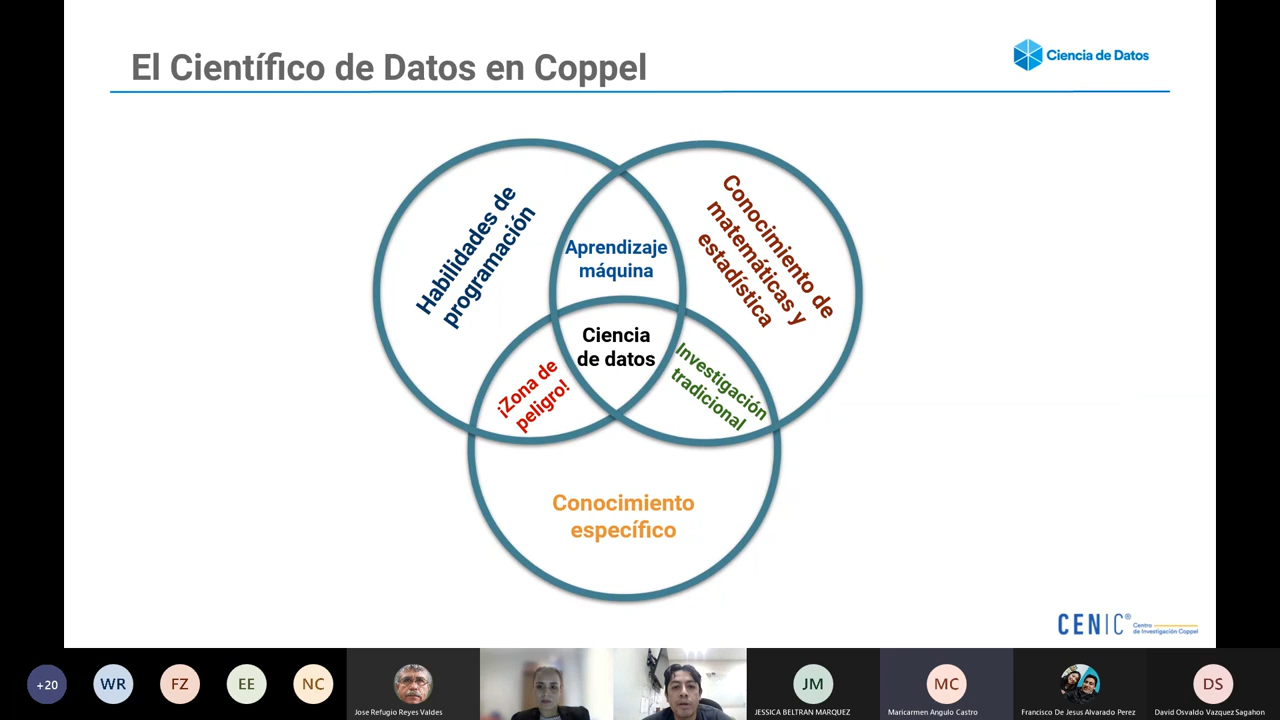 El Científico de Datos en Coppel
Ciencia de Datos
Habilidades de
programación
Aprendizaje
máquina
Conocimiento de
matemáticas y
estadística
Ciencia
de datos
¡Zona de
peligro!
Investigación
tradicional
Conocimiento
específico
CENIC®
Centro
de Investigación Coppel
+20
WR
FZ
EE
NC
Jose Refugio Reyes Valdes
JM
JESSICA BELTRAN MARQUEZ
MC
Maricarmen Angulo Castro
Francisco De Jesus Alvarado Perez
DS
David Osvaldo Vazquez Sagahon